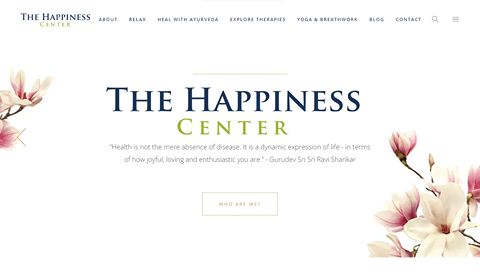 THE HAPPINESS
CENTER
ABOUT RELAX HEAL WITH AYURVEDA EXPLORE THERAPIES YOGA & BREATHWORK BLOG CONTACT
THE HAPPINESS
CENTER
"Health is not the mere absence of disease. It is a dynamic expression of life - in terms
of how joyful, loving and enthusiastic you are." - Gurudev Sri Sri Ravi Shankar
WHO ARE WE?